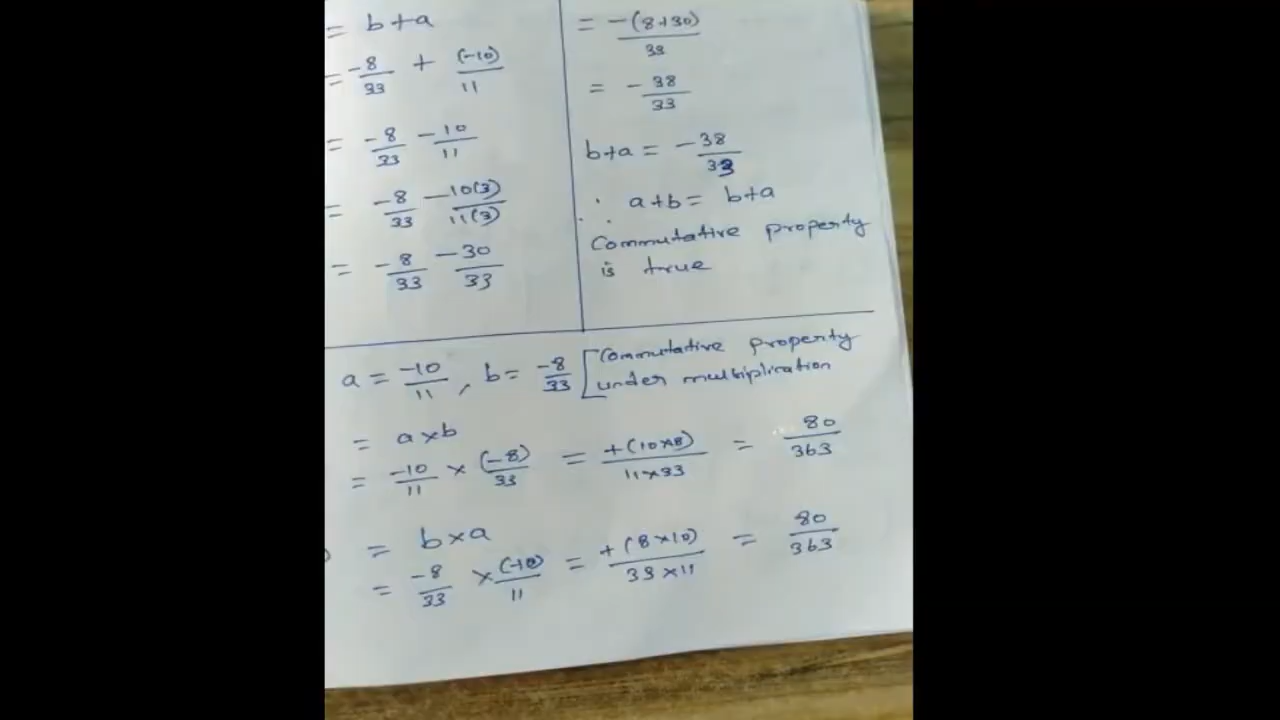 = b+a
= -8/33 + (-10)/11
= -8/33 - 10/11
= -8/33 - 10(3)/11(3)
= -8/33 - 30/33
= -(8+30)/33
= - 38/33
b+a = - 38/33
∴ a+b = b+a
Commutative property
is true
a = -10/11 , b = -8/33 [Commutative property
under multiplication
= a×b
= -10/11 × (-8)/33 = +(10×8)/11×33 = 80/363
= b×a
= -8/33 × (-10)/11 = +(8×10)/33×11 = 80/363